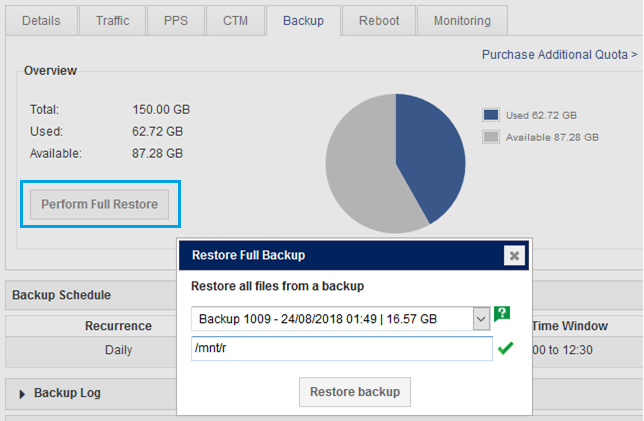 Details Traffic PPS CTM Backup Reboot Monitoring
Purchase Additional Quota >
Overview
Total: 150.00 GB
Used: 62.72 GB
Available: 87.28 GB
Used 62.72 GB
Available 87.28 GB
Perform Full Restore
Restore Full Backup
Restore all files from a backup
Backup 1009 - 24/08/2018 01:49 | 16.57 GB
/mnt/r
Restore backup
Backup Schedule
Recurrence Time Window
Daily 00 to 12:30
Backup Log